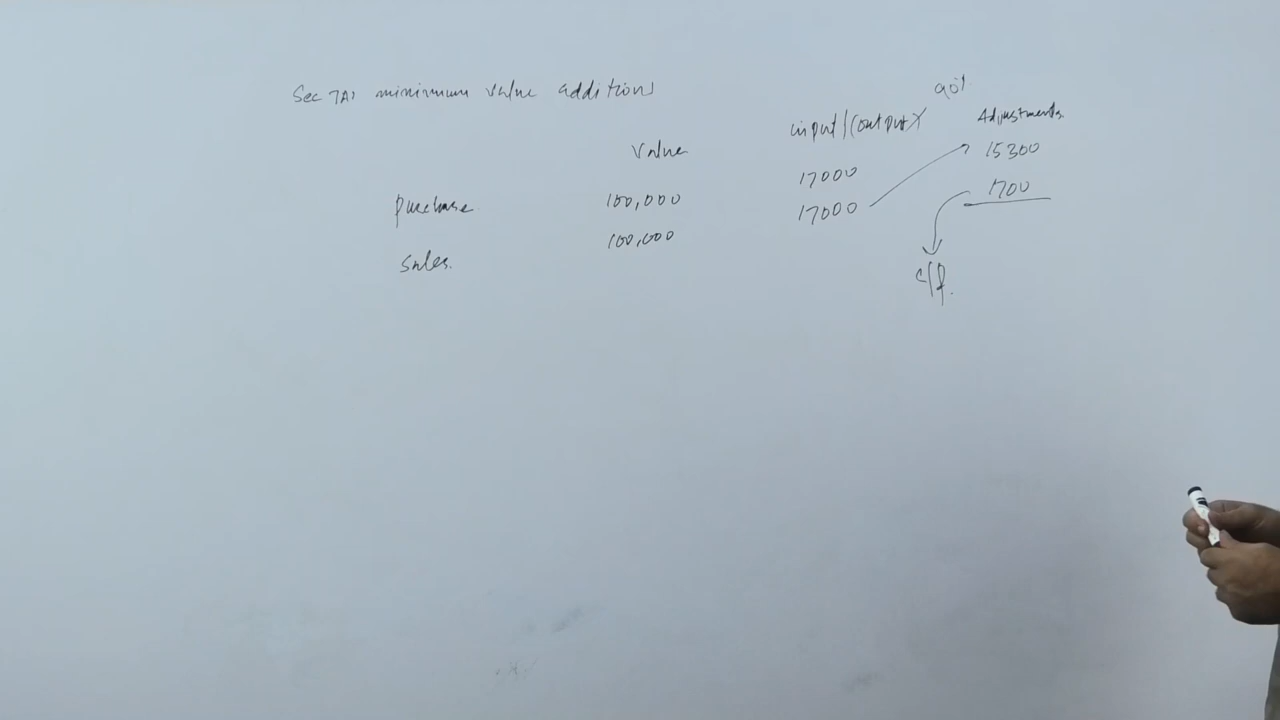 Sec 7A: minimum value additions
90%
value input/(output) Adjustments.
17000 15300
purchase 100,000 17000 1700
sales. 100,000
c/f.